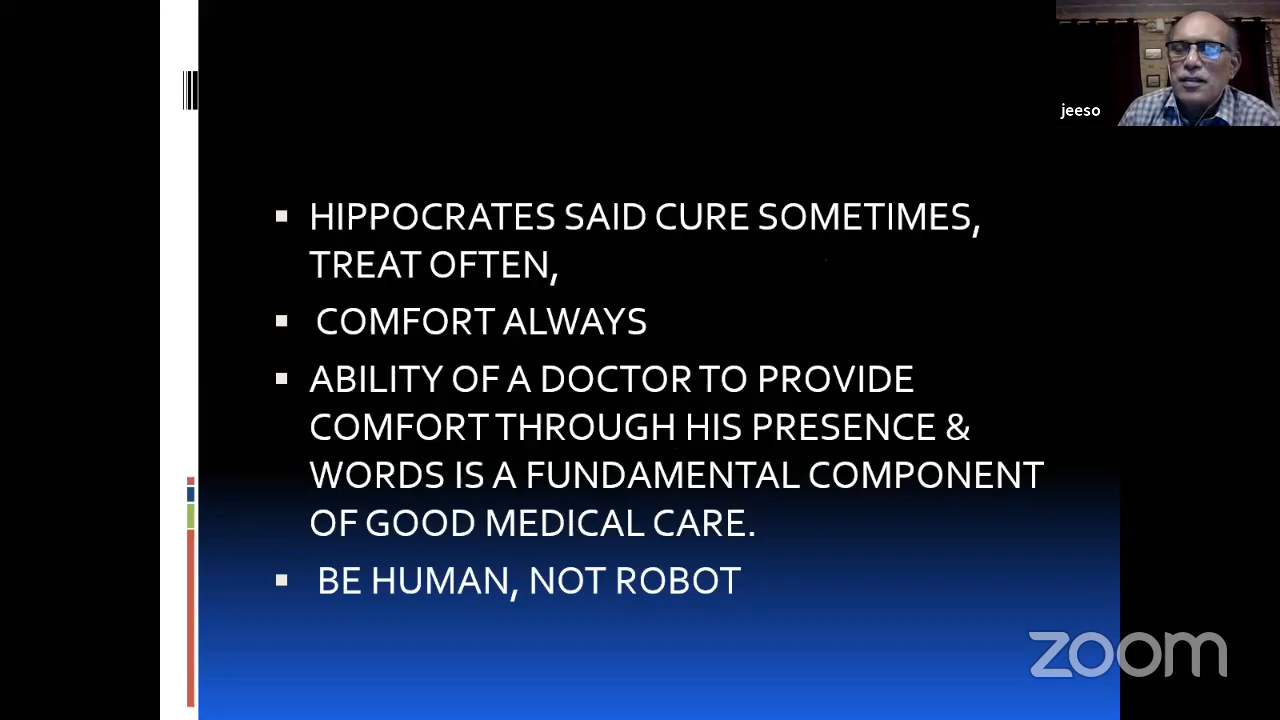 jeeso
▪ HIPPOCRATES SAID CURE SOMETIMES,
TREAT OFTEN,
▪ COMFORT ALWAYS
▪ ABILITY OF A DOCTOR TO PROVIDE
COMFORT THROUGH HIS PRESENCE &
WORDS IS A FUNDAMENTAL COMPONENT
OF GOOD MEDICAL CARE.
▪ BE HUMAN, NOT ROBOT
zoom